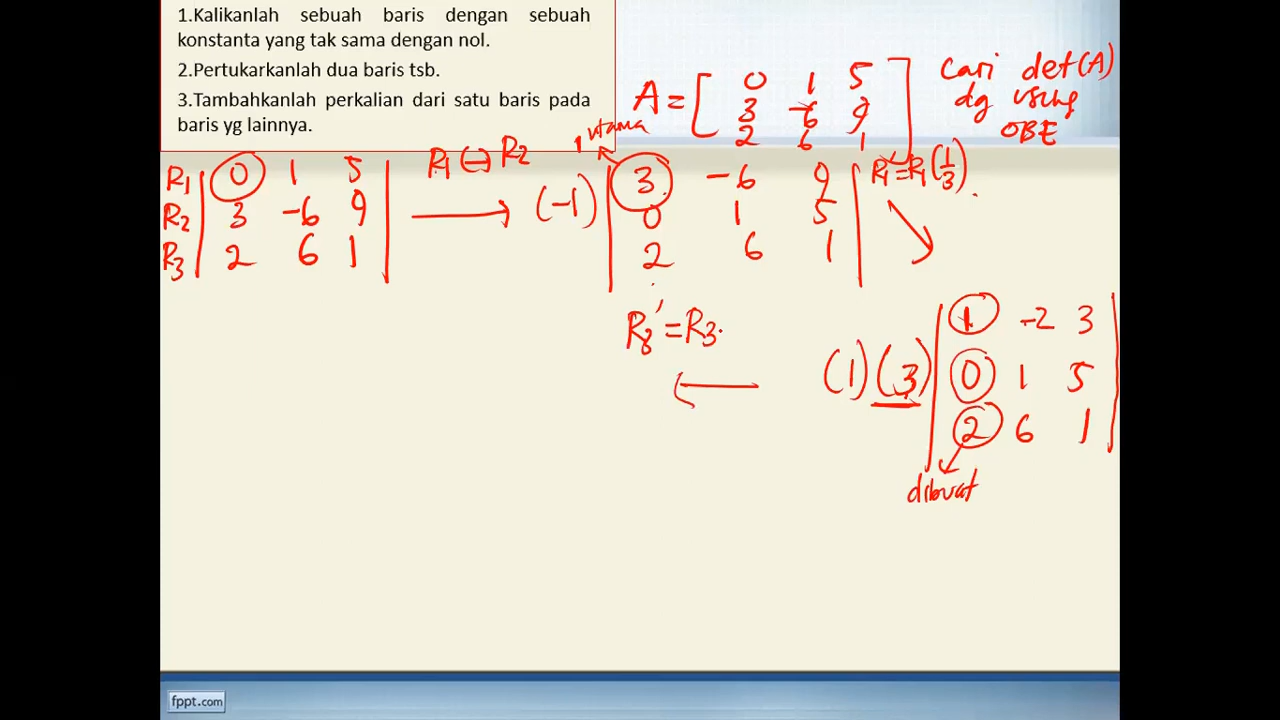 1.Kalikanlah sebuah baris dengan sebuah
konstanta yang tak sama dengan nol.
2.Pertukarkanlah dua baris tsb.
3.Tambahkanlah perkalian dari satu baris pada
baris yg lainnya.
A = [ 0 1 5
3 -6 9
2 6 1 ]
cari det(A)
dg using
OBE
R1 | 0 1 5 |
R2 | 3 -6 9 |
R3 | 2 6 1 |
R1 ↔ R2
1 utama
(-1) | 3 -6 9 |
| 0 1 5 |
| 2 6 1 |
R1' = R1 (1/3)
| 1 -2 3 |
(1) (3) | 0 1 5 |
| 2 6 1 |
dibuat
R3' = R3
fppt.com